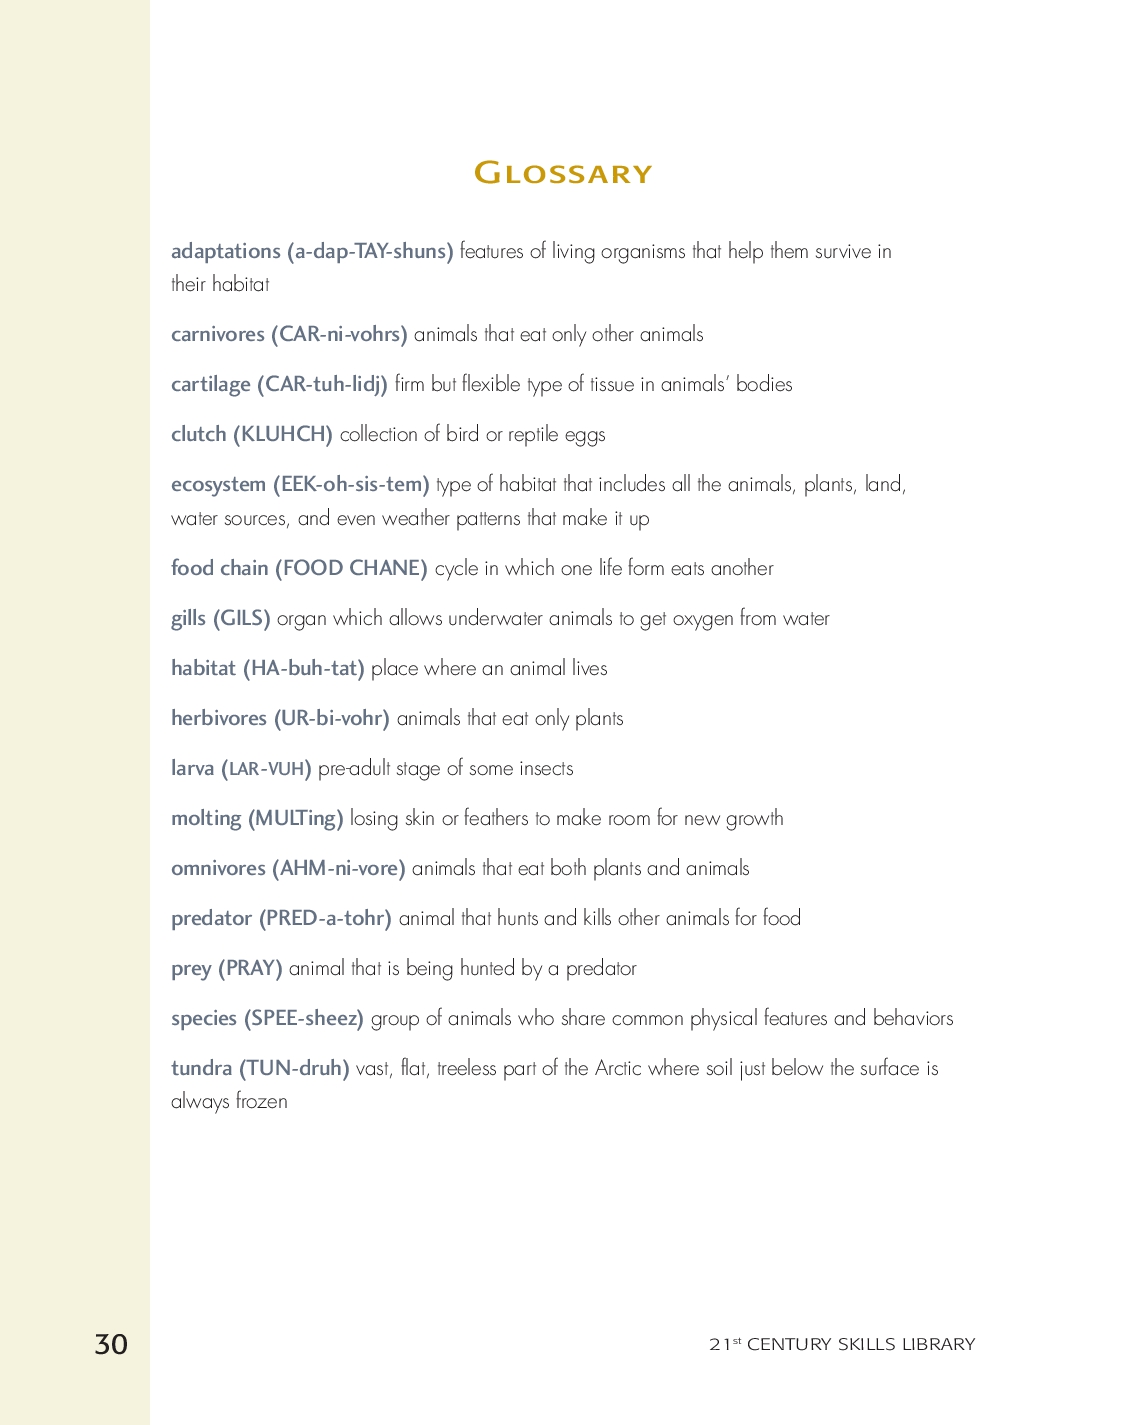 GLOSSARY
adaptations (a-dap-TAY-shuns) features of living organisms that help them survive in
their habitat
carnivores (CAR-ni-vohrs) animals that eat only other animals
cartilage (CAR-tuh-lidj) firm but flexible type of tissue in animals’ bodies
clutch (KLUHCH) collection of bird or reptile eggs
ecosystem (EEK-oh-sis-tem) type of habitat that includes all the animals, plants, land,
water sources, and even weather patterns that make it up
food chain (FOOD CHANE) cycle in which one life form eats another
gills (GILS) organ which allows underwater animals to get oxygen from water
habitat (HA-buh-tat) place where an animal lives
herbivores (UR-bi-vohr) animals that eat only plants
larva (LAR-VUH) pre-adult stage of some insects
molting (MULTing) losing skin or feathers to make room for new growth
omnivores (AHM-ni-vore) animals that eat both plants and animals
predator (PRED-a-tohr) animal that hunts and kills other animals for food
prey (PRAY) animal that is being hunted by a predator
species (SPEE-sheez) group of animals who share common physical features and behaviors
tundra (TUN-druh) vast, flat, treeless part of the Arctic where soil just below the surface is
always frozen
30
21st CENTURY SKILLS LIBRARY